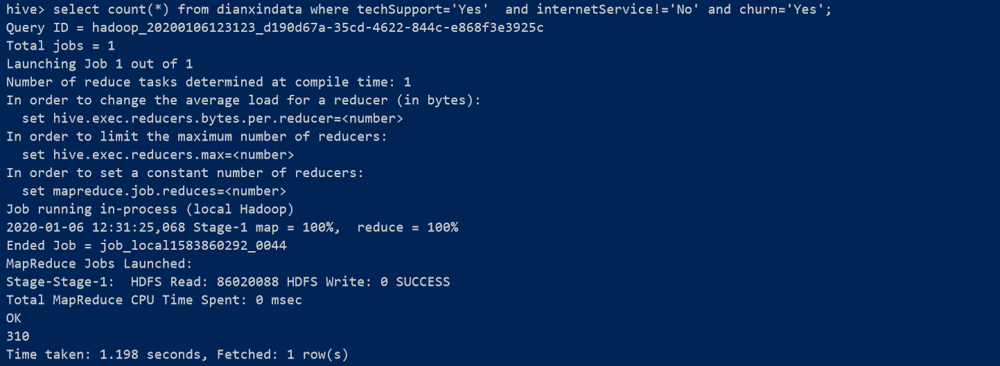 hive> select count(*) from dianxindata where techSupport='Yes'  and internetService!='No' and churn='Yes';
Query ID = hadoop_20200106123123_d190d67a-35cd-4622-844c-e868f3e3925c
Total jobs = 1
Launching Job 1 out of 1
Number of reduce tasks determined at compile time: 1
In order to change the average load for a reducer (in bytes):
  set hive.exec.reducers.bytes.per.reducer=<number>
In order to limit the maximum number of reducers:
  set hive.exec.reducers.max=<number>
In order to set a constant number of reducers:
  set mapreduce.job.reduces=<number>
Job running in-process (local Hadoop)
2020-01-06 12:31:25,068 Stage-1 map = 100%,  reduce = 100%
Ended Job = job_local1583860292_0044
MapReduce Jobs Launched:
Stage-Stage-1:  HDFS Read: 86020088 HDFS Write: 0 SUCCESS
Total MapReduce CPU Time Spent: 0 msec
OK
310
Time taken: 1.198 seconds, Fetched: 1 row(s)